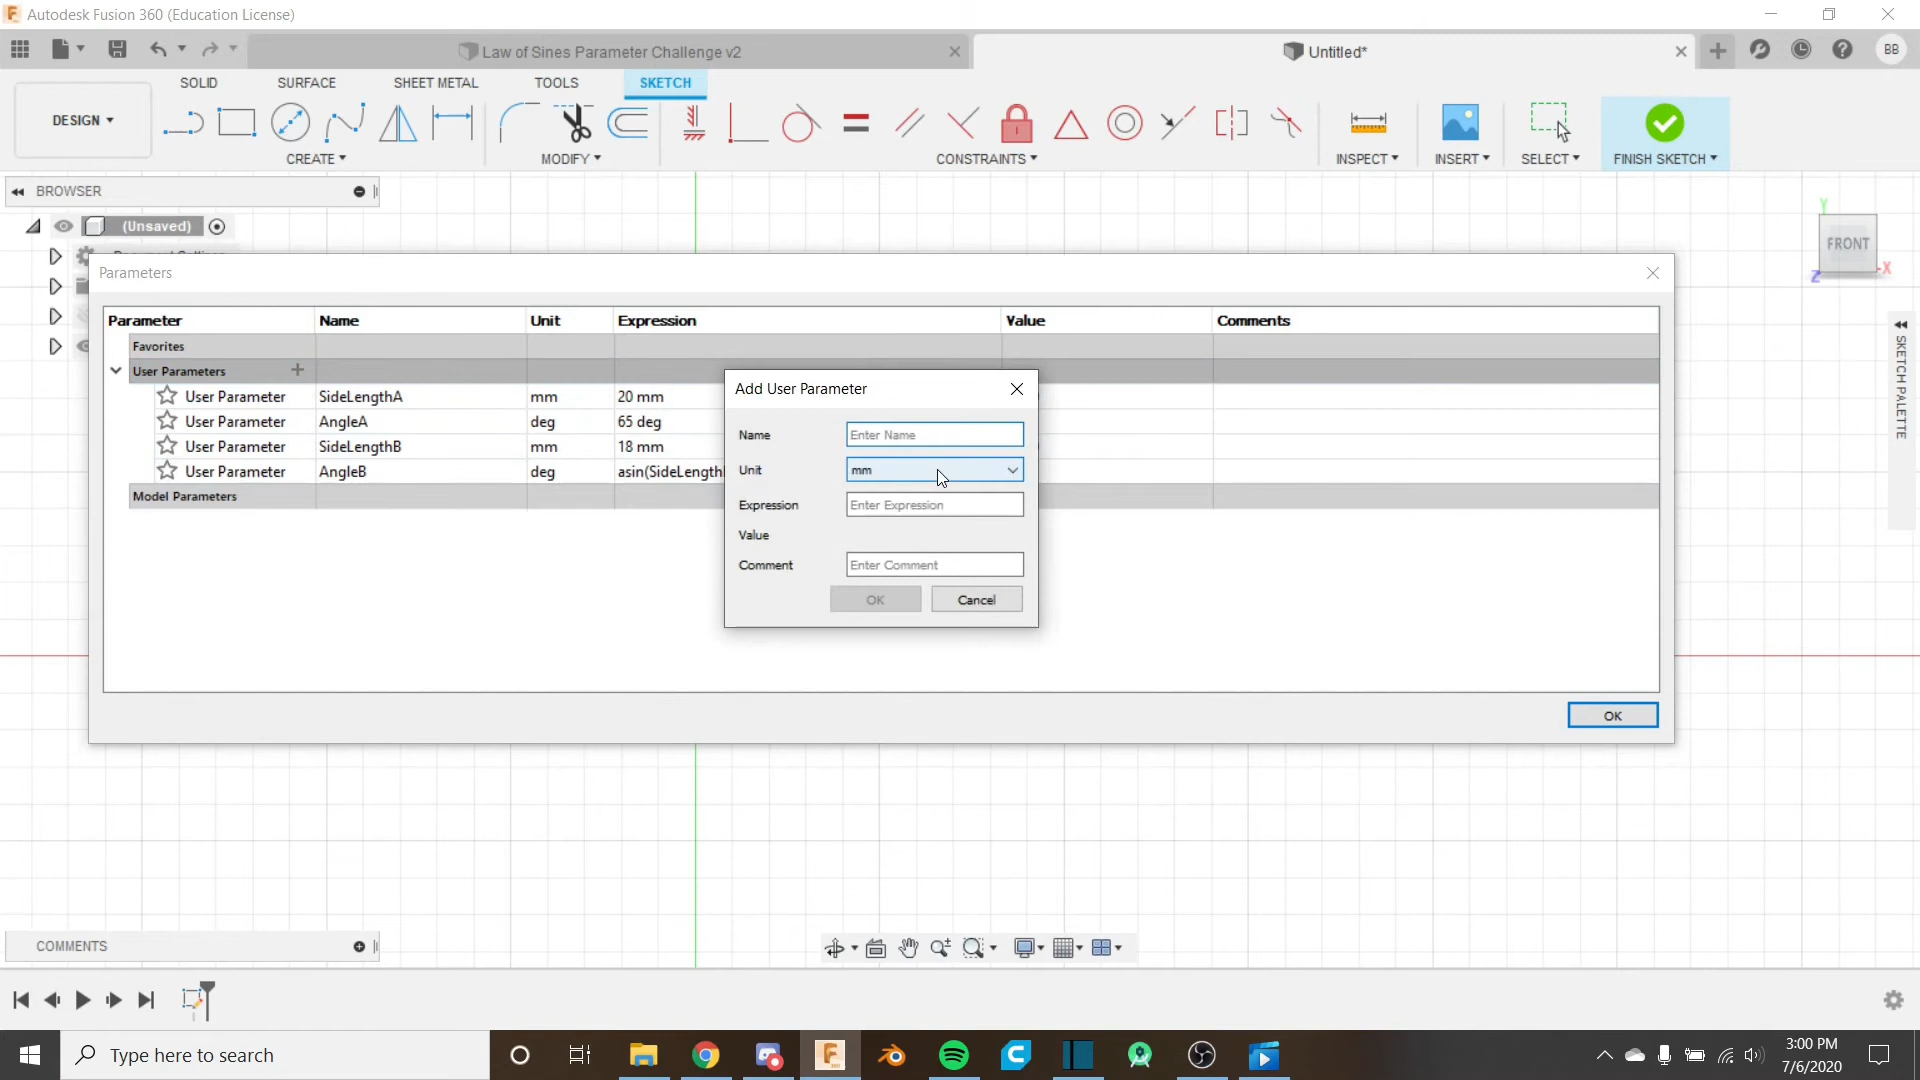 Autodesk Fusion 360 (Education License)
Law of Sines Parameter Challenge v2
Untitled*
BB
SOLID
SURFACE
SHEET METAL
TOOLS
SKETCH
DESIGN
CREATE
MODIFY
CONSTRAINTS
INSPECT
INSERT
SELECT
FINISH SKETCH
BROWSER
(Unsaved)
Y
FRONT
X
Z
SKETCH PALETTE
Parameters
Parameter Name Unit Expression Value Comments
Favorites
User Parameters
User Parameter SideLengthA mm 20 mm
User Parameter AngleA deg 65 deg
User Parameter SideLengthB mm 18 mm
User Parameter AngleB deg asin(SideLength
Model Parameters
Add User Parameter
Name Enter Name
Unit mm
Expression Enter Expression
Value
Comment Enter Comment
OK Cancel
OK
COMMENTS
Type here to search
3:00 PM
7/6/2020